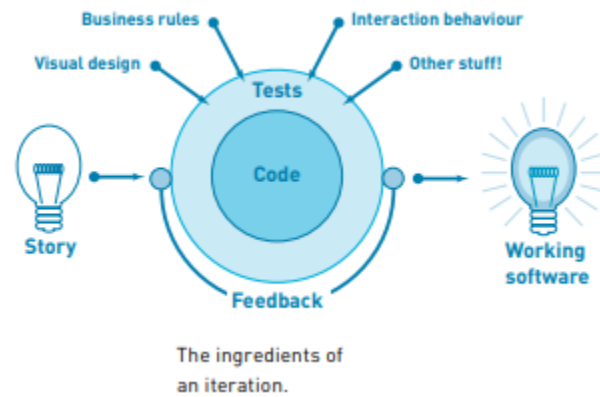 Business rules
Interaction behaviour
Visual design
Other stuff!
Tests
Code
Story
Working
software
Feedback
The ingredients of
an iteration.